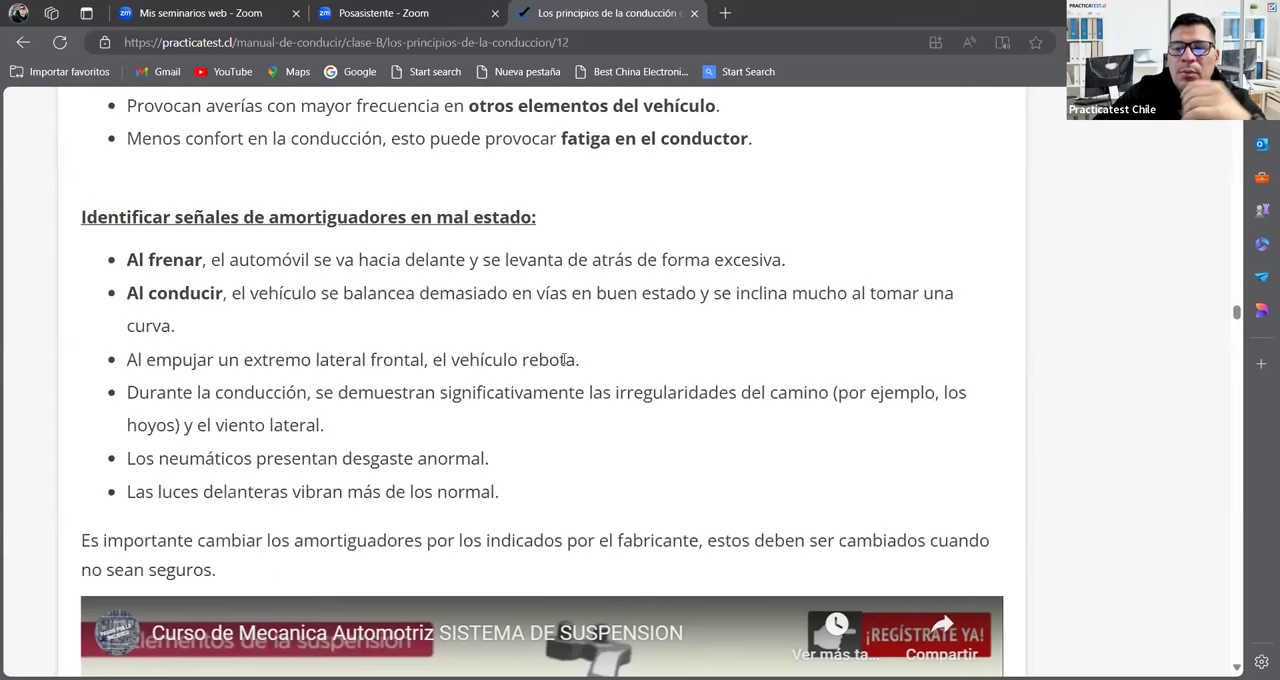 Mis seminarios web - Zoom
Posasistente - Zoom
Los principios de la conducción e
https://practicatest.cl/manual-de-conducir/clase-B/los-principios-de-la-conduccion/12
Importar favoritos
Gmail
YouTube
Maps
Google
Start search
Nueva pestaña
Best China Electroni...
Start Search
PRACTICATEST.cl
Practicatest Chile
Provocan averías con mayor frecuencia en otros elementos del vehículo.
Menos confort en la conducción, esto puede provocar fatiga en el conductor.
Identificar señales de amortiguadores en mal estado:
Al frenar, el automóvil se va hacia delante y se levanta de atrás de forma excesiva.
Al conducir, el vehículo se balancea demasiado en vías en buen estado y se inclina mucho al tomar una
curva.
Al empujar un extremo lateral frontal, el vehículo rebota.
Durante la conducción, se demuestran significativamente las irregularidades del camino (por ejemplo, los
hoyos) y el viento lateral.
Los neumáticos presentan desgaste anormal.
Las luces delanteras vibran más de los normal.
Es importante cambiar los amortiguadores por los indicados por el fabricante, estos deben ser cambiados cuando
no sean seguros.
Curso de Mecanica Automotriz SISTEMA DE SUSPENSION
Elementos de la suspensión
¡REGÍSTRATE YA!
Ver más ta...
Compartir